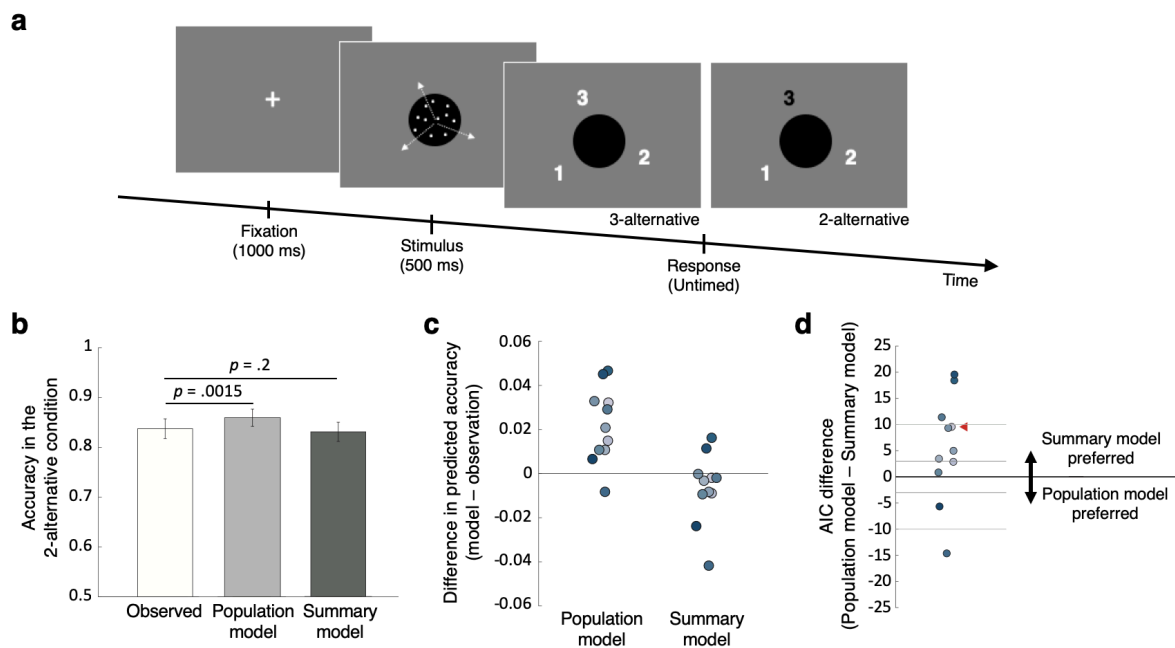 a
+
3
1
2
3-alternative
3
1
2
2-alternative
Fixation
(1000 ms)
Stimulus
(500 ms)
Response
(Untimed)
Time
b
Accuracy in the
2-alternative condition
1
0.9
0.8
0.7
0.6
0.5
p = .2
p = .0015
Observed
Population
model
Summary
model
c
Difference in predicted accuracy
(model – observation)
0.06
0.04
0.02
0
-0.02
-0.04
-0.06
Population
model
Summary
model
d
AIC difference
(Population model – Summary model)
25
20
15
10
5
0
-5
-10
-15
-20
-25
Summary model
preferred
Population model
preferred